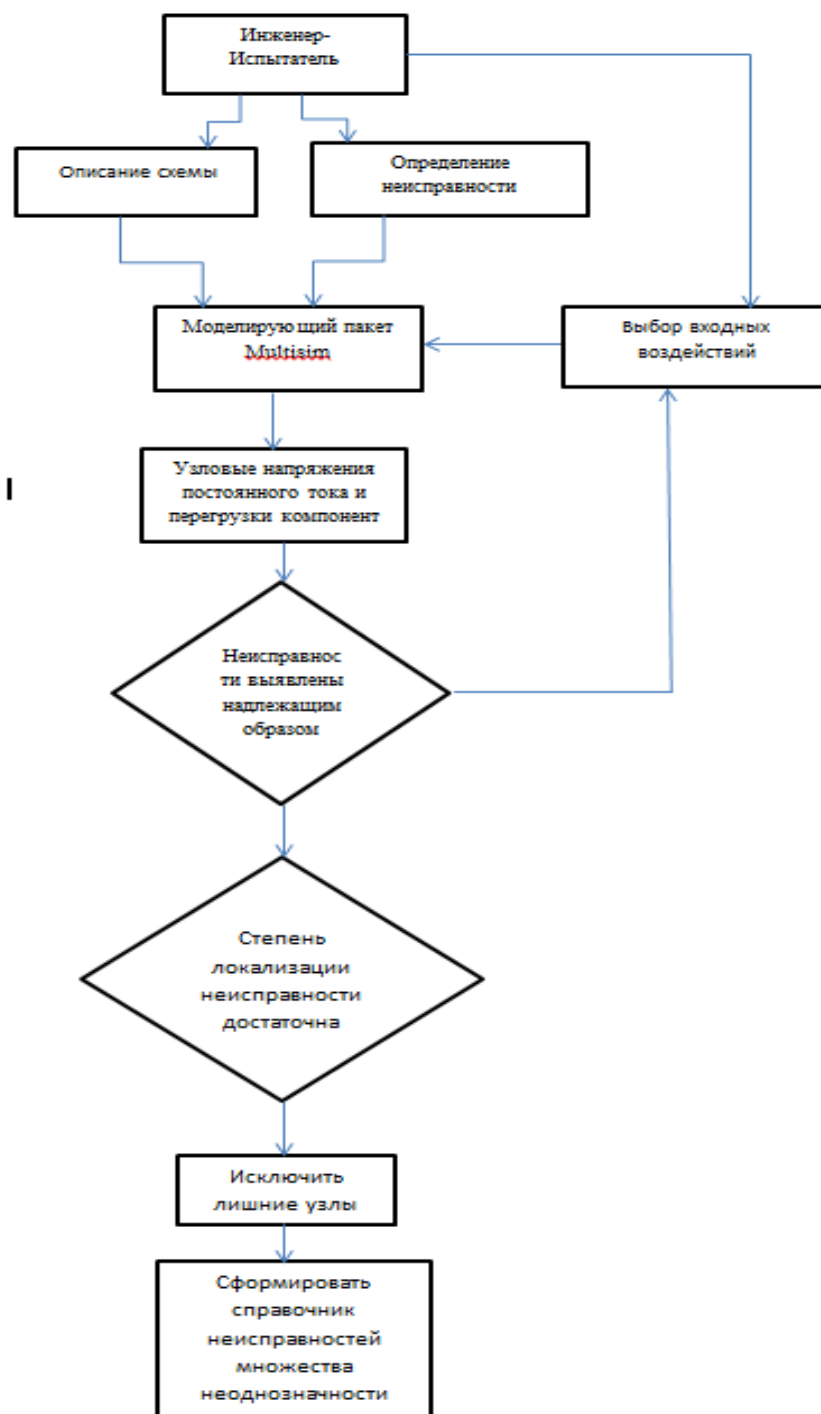 Инженер-
Испытатель
Описание схемы
Определение
неисправности
Моделирующий пакет
Multisim
Выбор входных
воздействий
Узловые напряжения
постоянного тока и
перегрузки компонент
Неисправнос
ти выявлены
надлежащим
образом
Степень
локализации
неисправности
достаточна
Исключить
лишние узлы
Сформировать
справочник
неисправностей
множества
неоднозначности